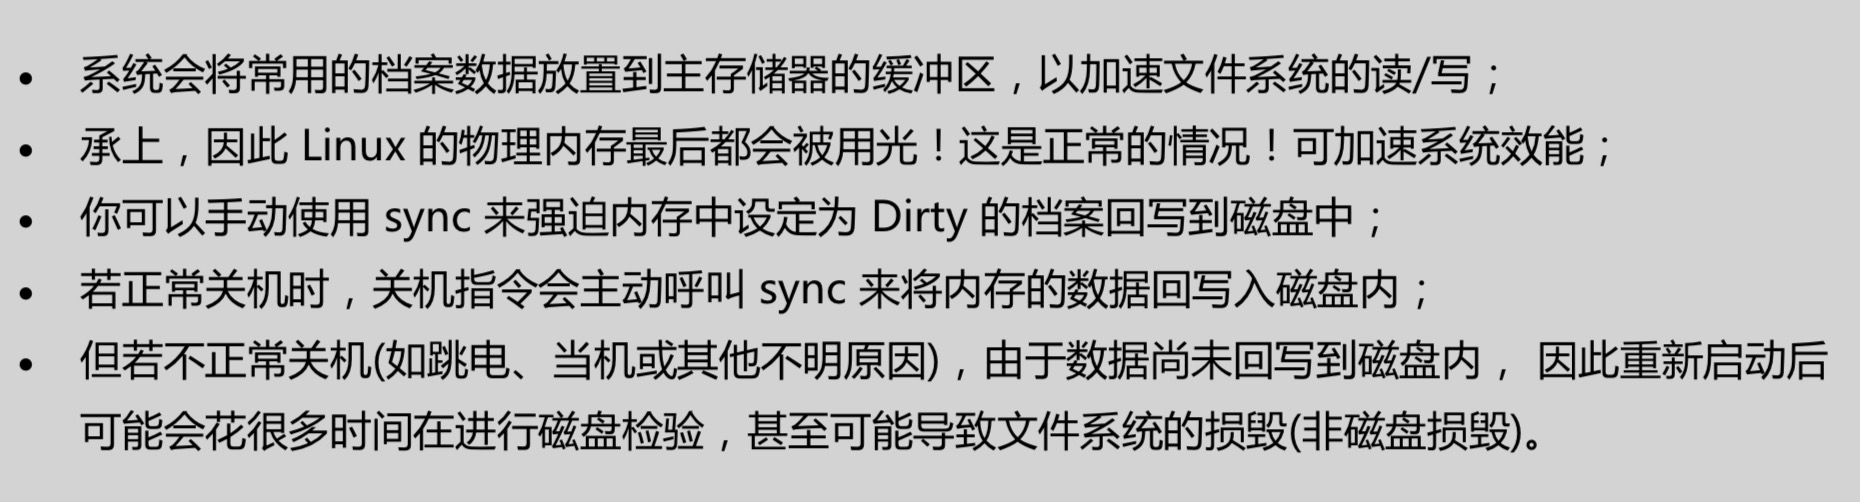 • 系统会将常用的档案数据放置到主存储器的缓冲区，以加速文件系统的读/写；
• 承上，因此 Linux 的物理内存最后都会被用光！这是正常的情况！可加速系统效能；
• 你可以手动使用 sync 来强迫内存中设定为 Dirty 的档案回写到磁盘中；
• 若正常关机时，关机指令会主动呼叫 sync 来将内存的数据回写入磁盘内；
• 但若不正常关机(如跳电、当机或其他不明原因)，由于数据尚未回写到磁盘内， 因此重新启动后
可能会花很多时间在进行磁盘检验，甚至可能导致文件系统的损毁(非磁盘损毁)。